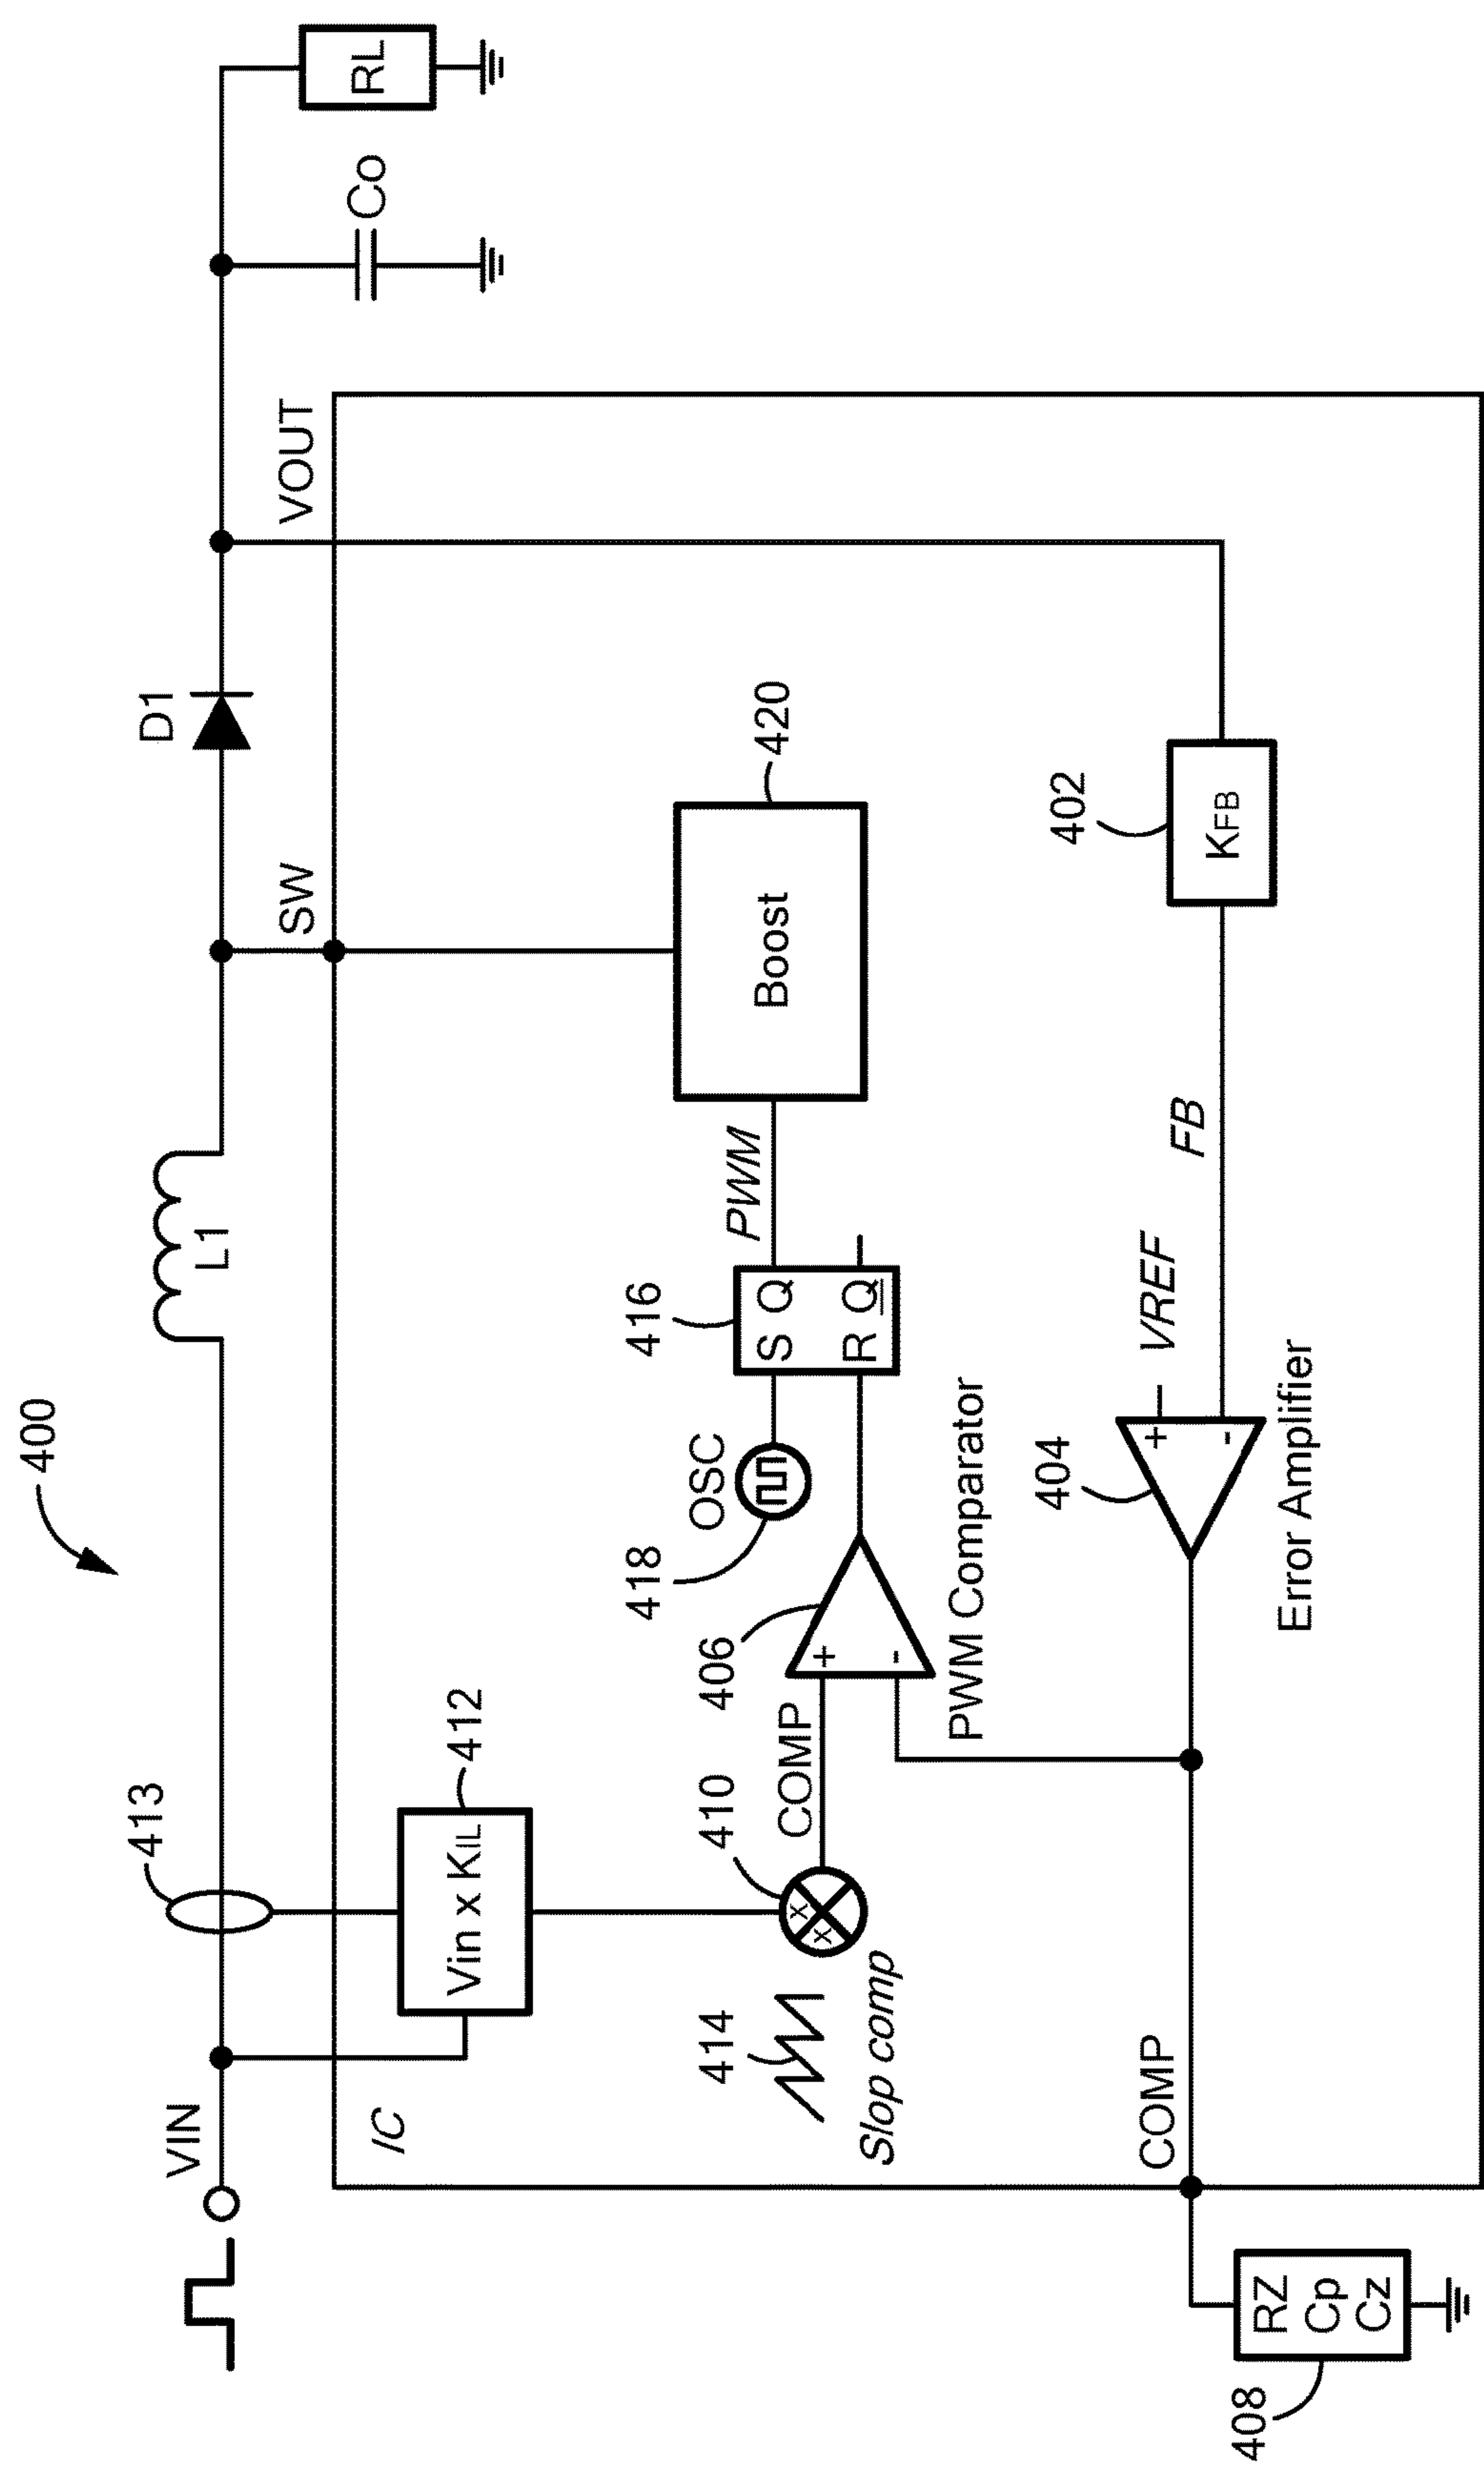 400
VIN
413
L1
D1
SW
VOUT
Co
RL
IC
412
Vin x KIL
414
Slop comp
410
x
x
COMP
406
+
-
PWM Comparator
418
OSC
416
S Q
R Q
PWM
Boost
420
402
KFB
FB
VREF
404
+
-
Error Amplifier
COMP
408
RZ
Cp
Cz